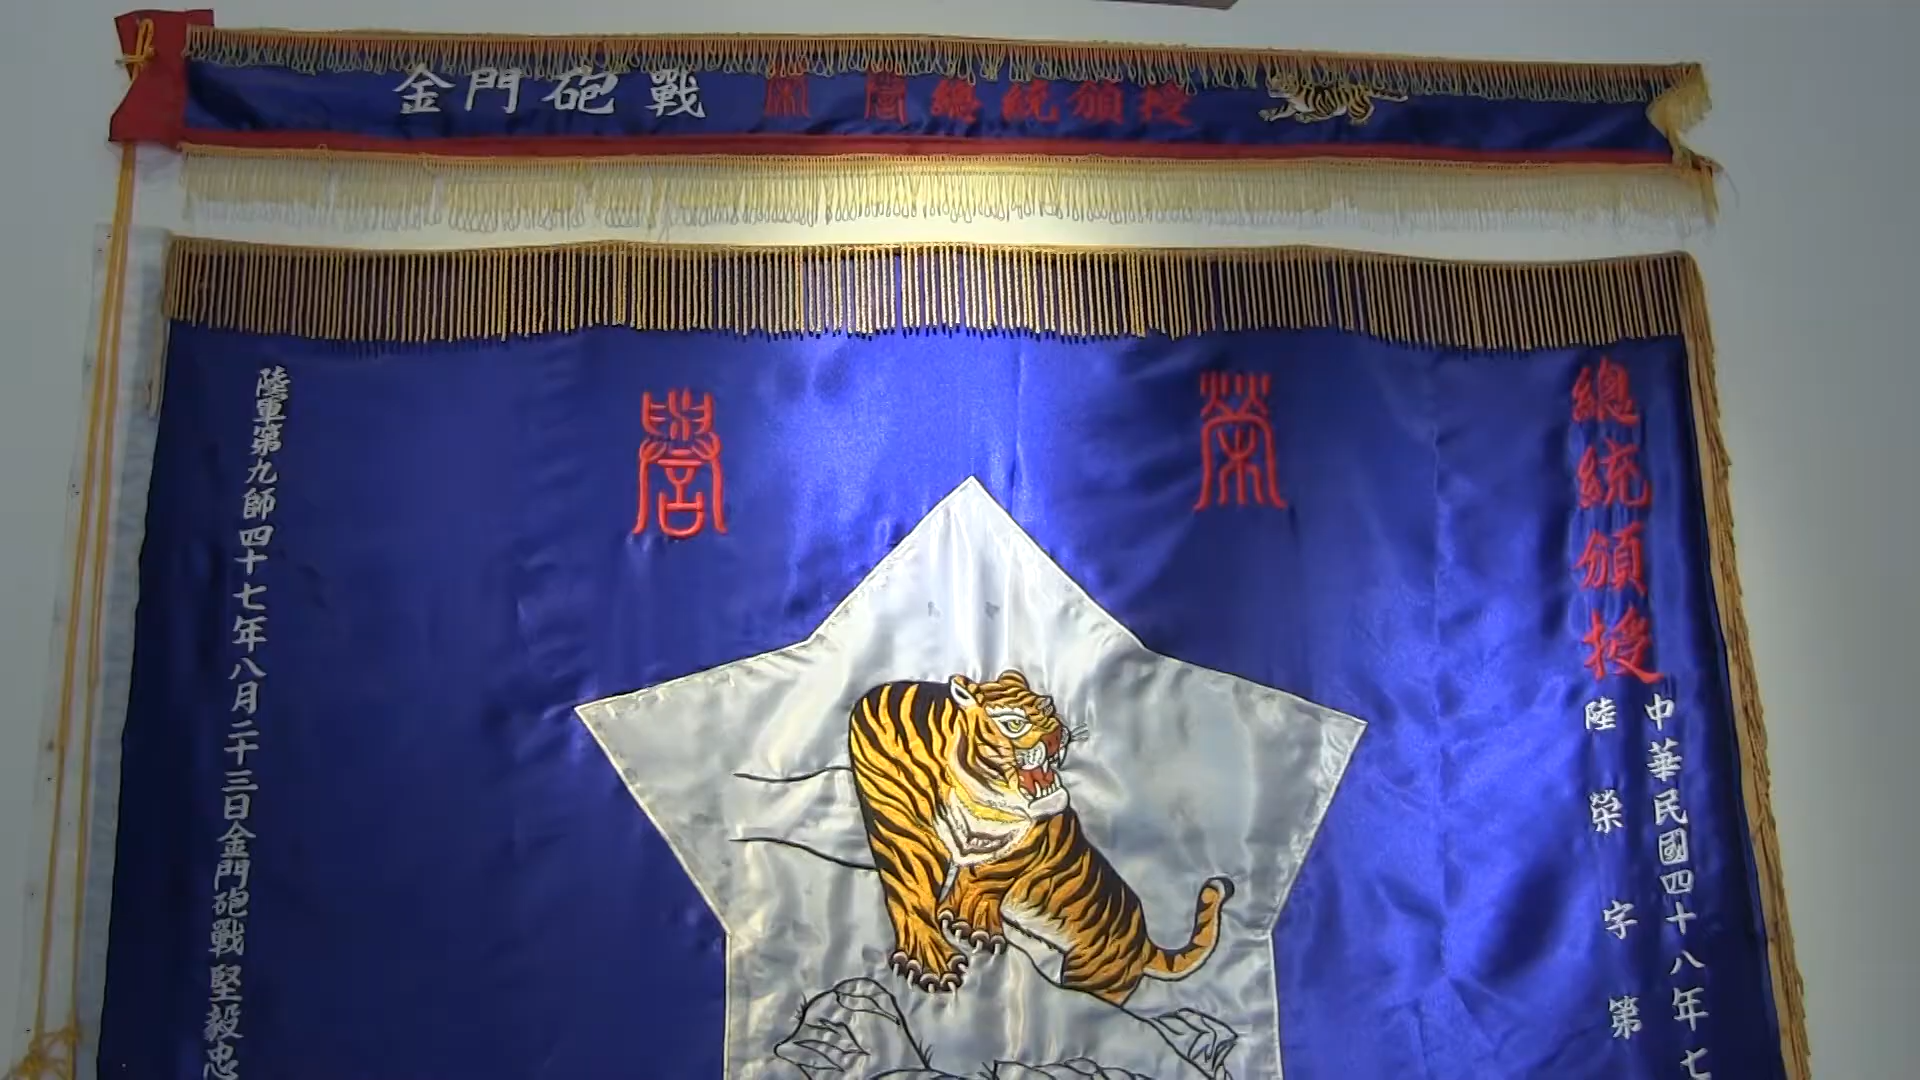 金門砲戰 榮譽 總統頒授
榮譽
總統頒授
中華民國四十八年七
陸榮字第
陸軍第九師四十七年八月二十三日金門砲戰堅毅忠